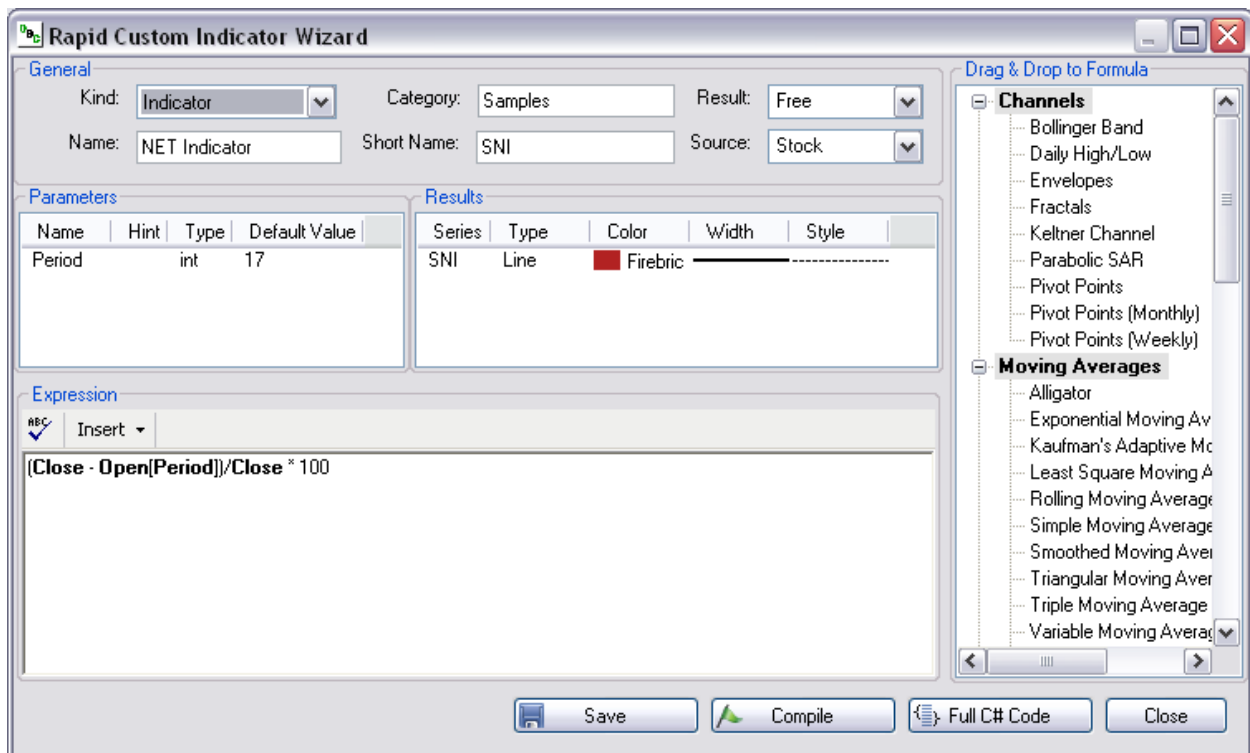 Rapid Custom Indicator Wizard
General
Kind: Indicator Category: Samples Result: Free
Name: NET Indicator Short Name: SNI Source: Stock
Parameters
Name Hint Type Default Value
Period int 17
Results
Series Type Color Width Style
SNI Line Firebric
Expression
ABC Insert
(Close - Open[Period])/Close * 100
Drag & Drop to Formula
Channels
Bollinger Band
Daily High/Low
Envelopes
Fractals
Keltner Channel
Parabolic SAR
Pivot Points
Pivot Points (Monthly)
Pivot Points (Weekly)
Moving Averages
Alligator
Exponential Moving Av
Kaufman's Adaptive Mo
Least Square Moving A
Rolling Moving Average
Simple Moving Average
Smoothed Moving Aver
Triangular Moving Aver
Triple Moving Average
Variable Moving Averag
Save Compile Full C# Code Close